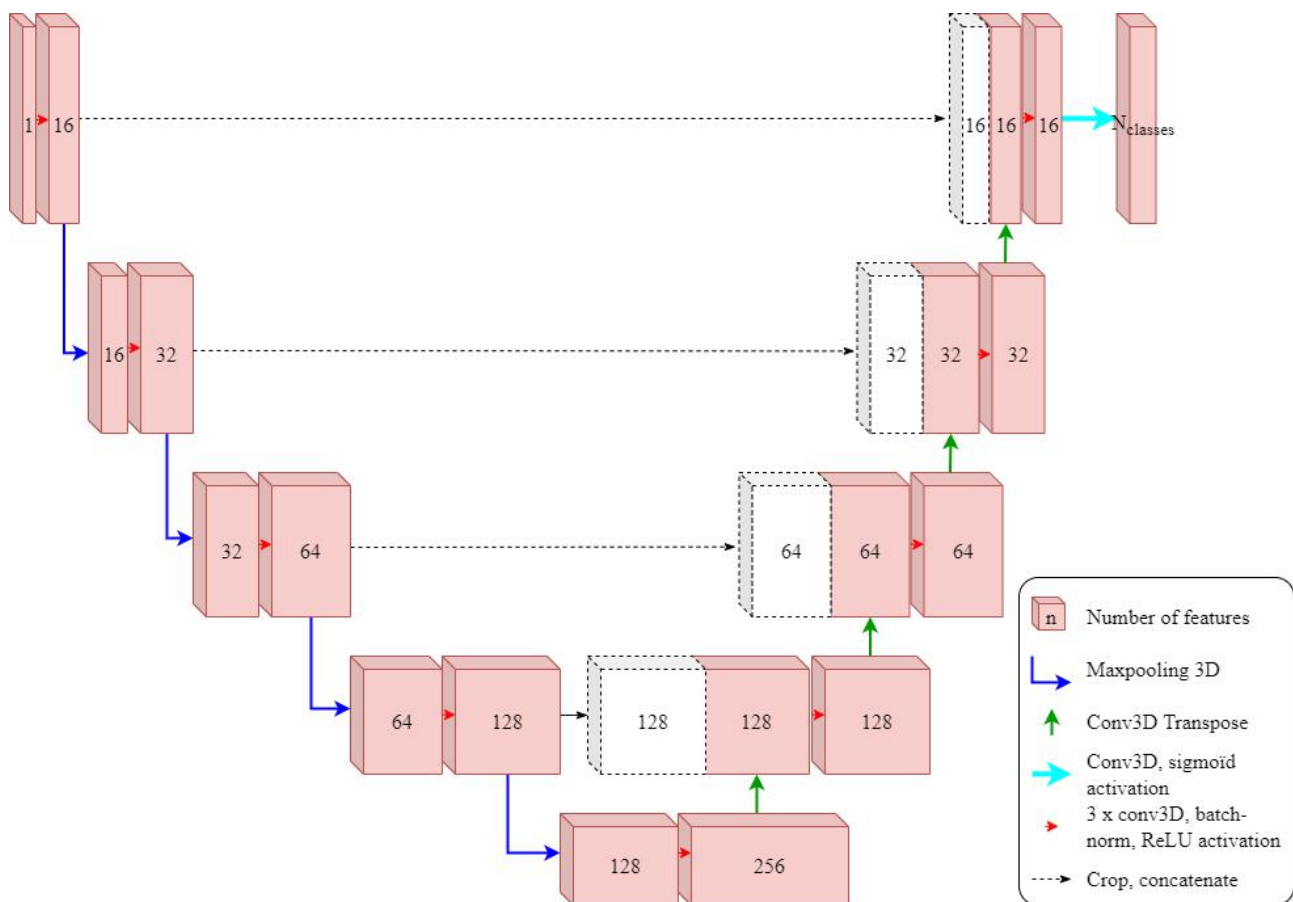 1 16 16 16 16 N_classes
16 32 32 32 32
32 64 64 64 64
64 128 128 128 128
128 256
n Number of features
Maxpooling 3D
Conv3D Transpose
Conv3D, sigmoïd
activation
3 x conv3D, batch-
norm, ReLU activation
Crop, concatenate